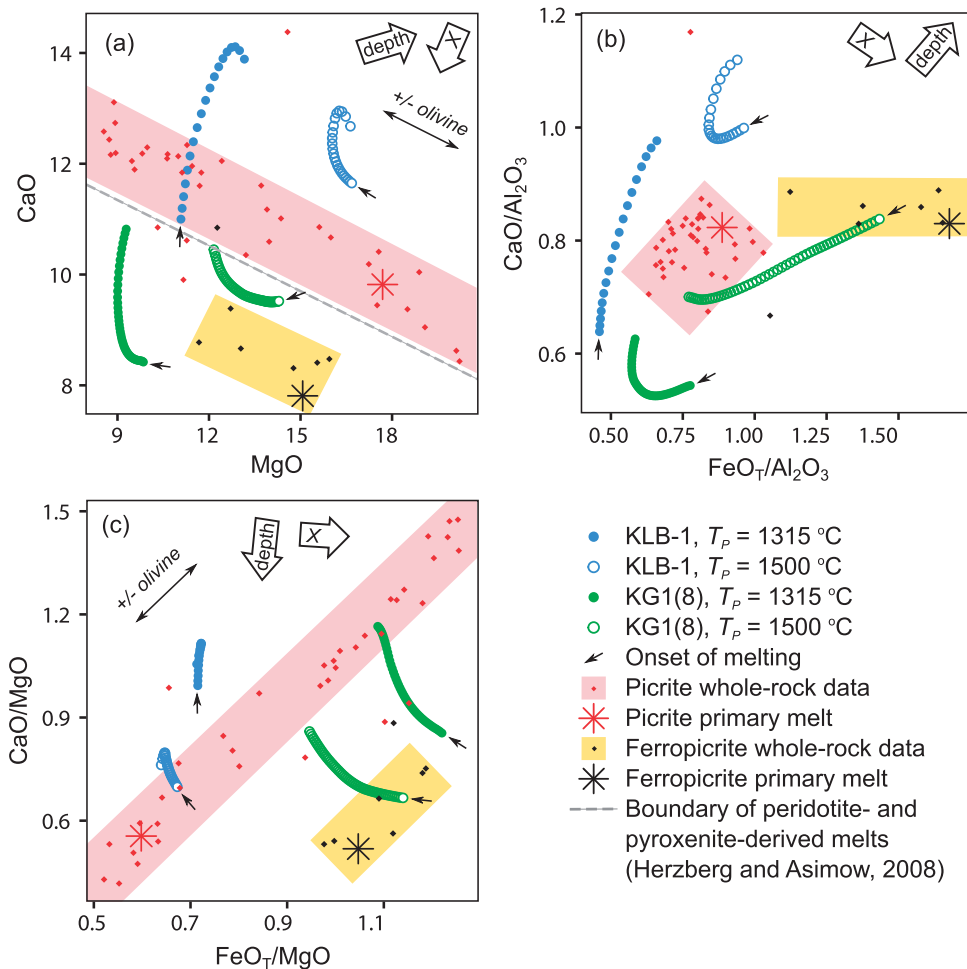 (a)
depth
X
+/- olivine
14
12
10
8
CaO
9
12
15
18
MgO
(b)
X
depth
1.2
1.0
0.8
0.6
CaO/Al2O3
0.50
0.75
1.00
1.50
FeOT/Al2O3
(c)
depth
X
+/- olivine
1.5
1.2
0.9
0.6
CaO/MgO
0.5
0.7
0.9
1.1
FeOT/MgO
KLB-1, TP = 1315 °C
KLB-1, TP = 1500 °C
KG1(8), TP = 1315 °C
KG1(8), TP = 1500 °C
Onset of melting
Picrite whole-rock data
Picrite primary melt
Ferropicrite whole-rock data
Ferropicrite primary melt
Boundary of peridotite- and
pyroxenite-derived melts
(Herzberg and Asimow, 2008)